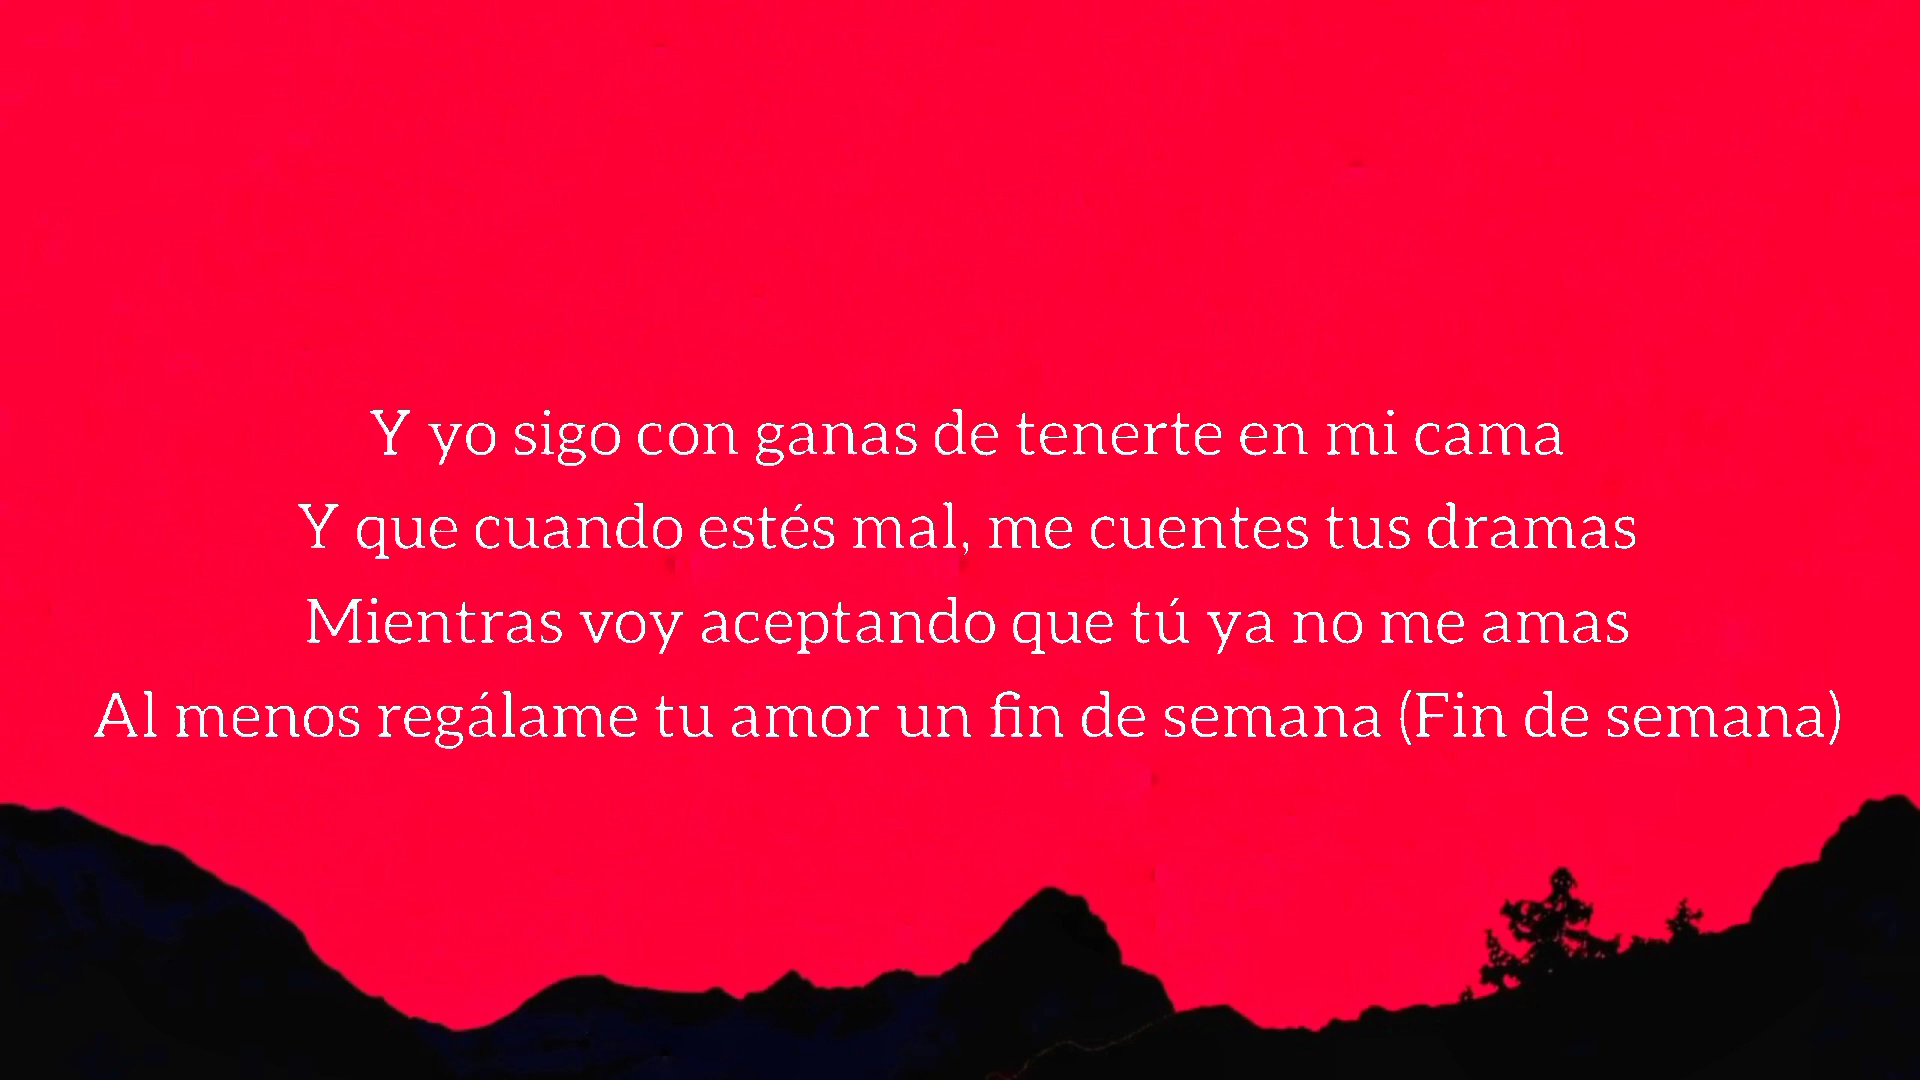 Y yo sigo con ganas de tenerte en mi cama
Y que cuando estés mal, me cuentes tus dramas
Mientras voy aceptando que tú ya no me amas
Al menos regálame tu amor un fin de semana (Fin de semana)